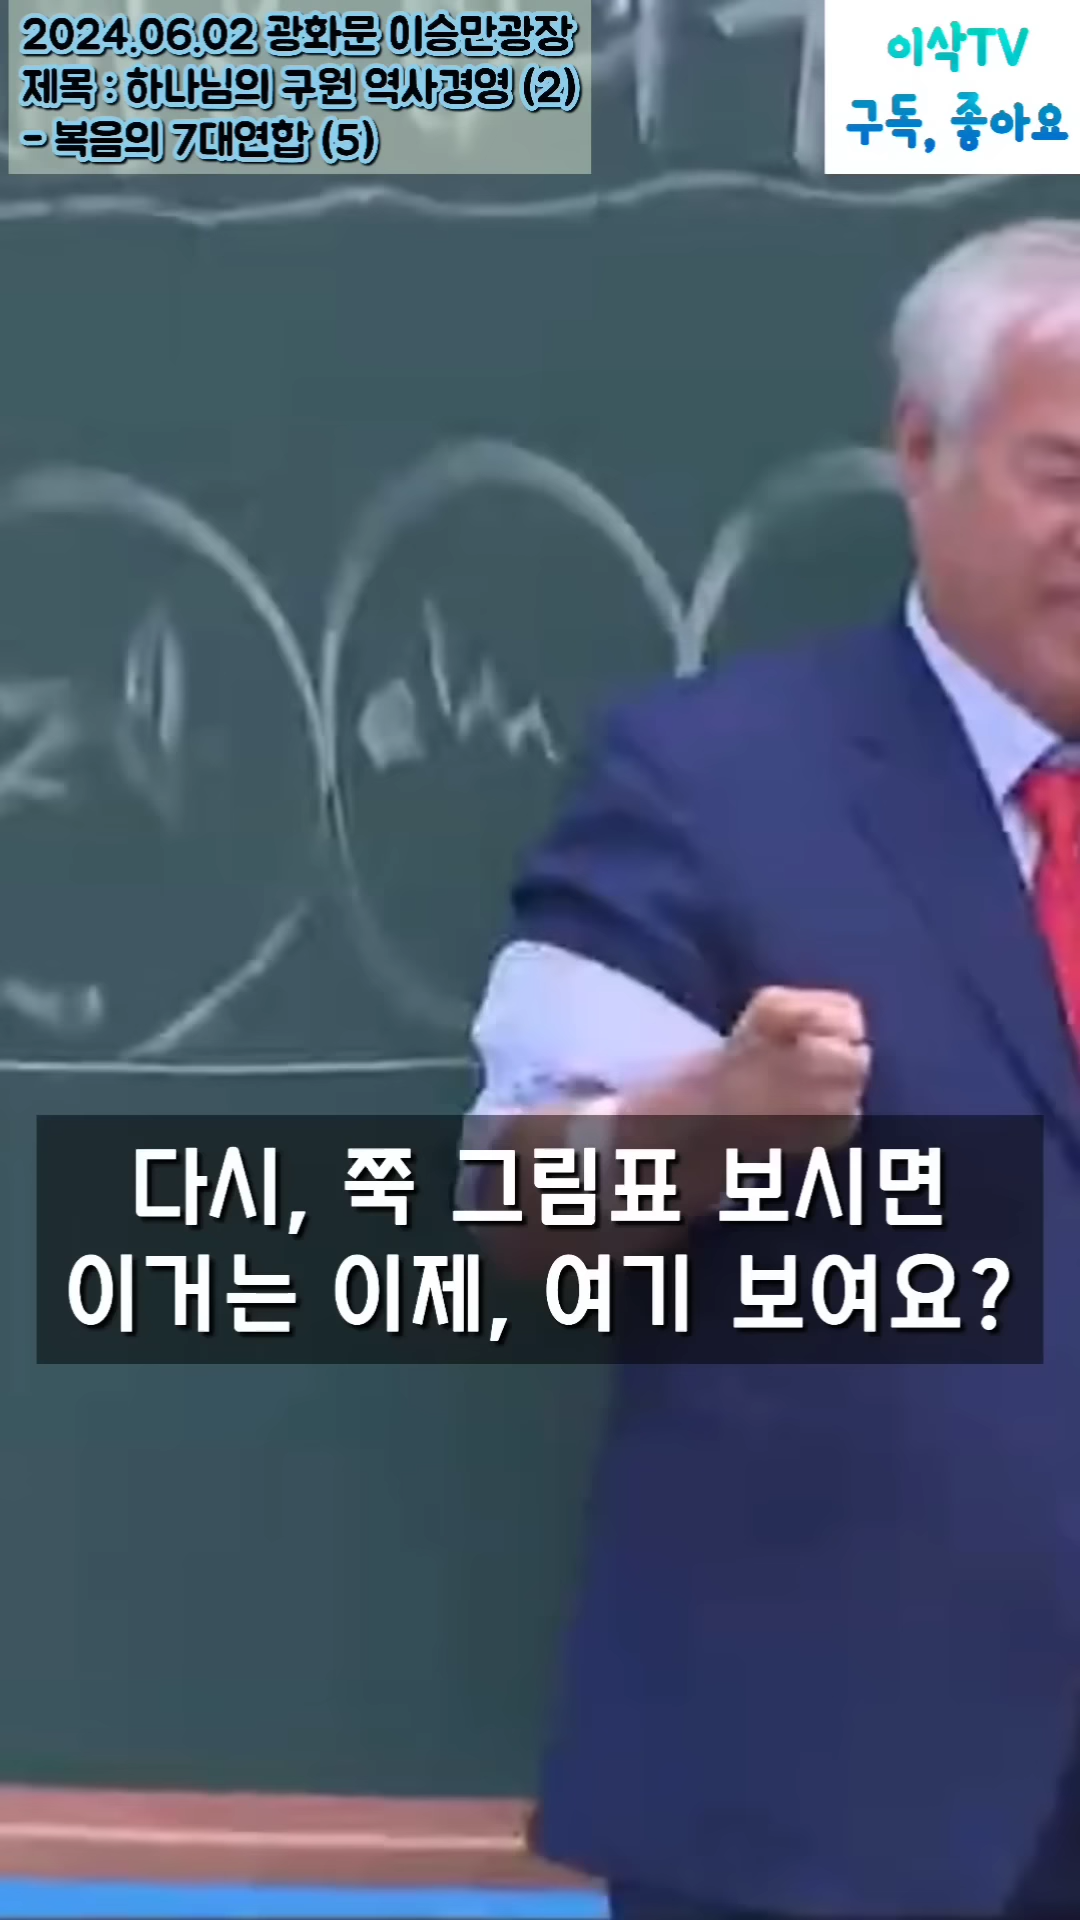 2024.06.02 광화문 이승만광장
제목 : 하나님의 구원 역사경영 (2)
- 복음의 7대연합 (5)
이삭TV
구독, 좋아요
다시, 쭉 그림표 보시면
이거는 이제, 여기 보여요?